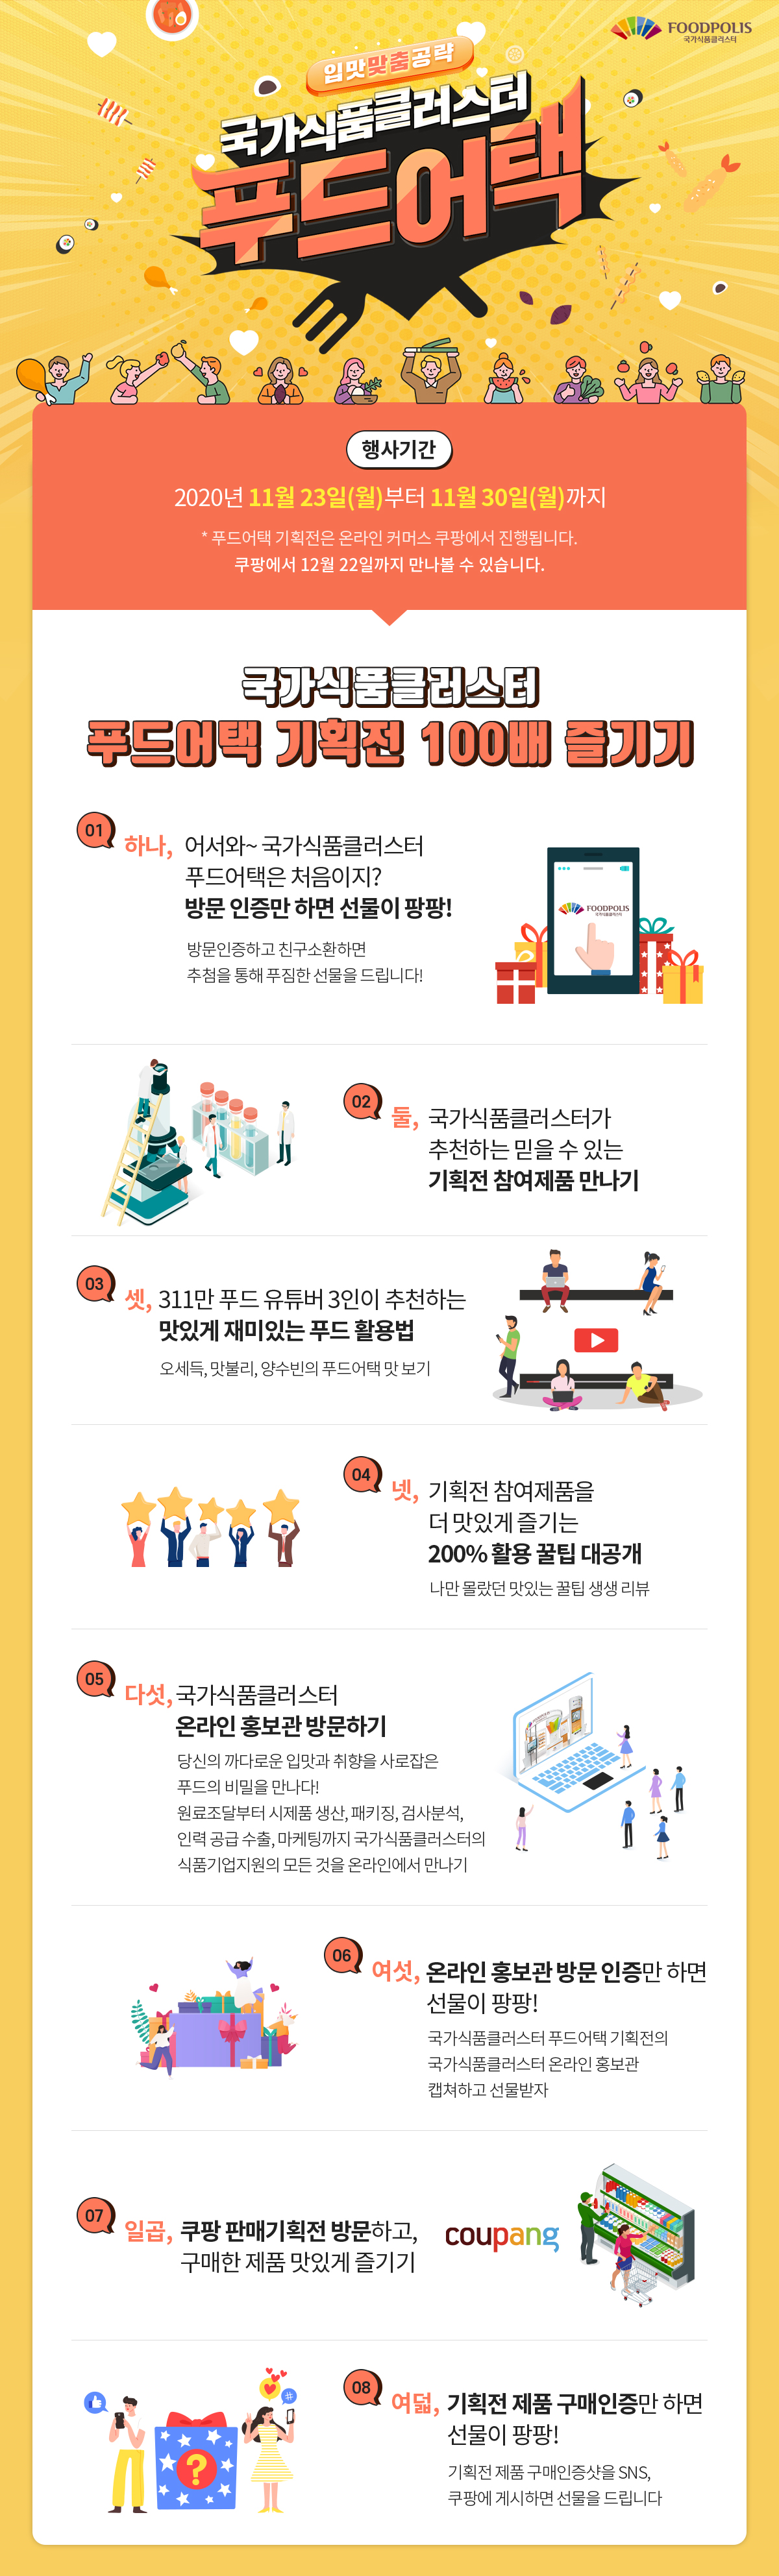 FOODPOLIS
국가식품클러스터
입맛맞춤공략
국가식품클러스터
푸드어택
행사기간
2020년 11월 23일(월)부터 11월 30일(월)까지
* 푸드어택 기획전은 온라인 커머스 쿠팡에서 진행됩니다.
쿠팡에서 12월 22일까지 만나볼 수 있습니다.
국가식품클러스터
푸드어택 기획전 100배 즐기기
01
하나, 어서와~ 국가식품클러스터
푸드어택은 처음이지?
방문 인증만 하면 선물이 팡팡!
방문인증하고 친구소환하면
추첨을 통해 푸짐한 선물을 드립니다!
FOODPOLIS
국가식품클러스터
02
둘, 국가식품클러스터가
추천하는 믿을 수 있는
기획전 참여제품 만나기
03
셋, 311만 푸드 유튜버 3인이 추천하는
맛있게 재미있는 푸드 활용법
오세득, 맛불리, 양수빈의 푸드어택 맛 보기
04
넷, 기획전 참여제품을
더 맛있게 즐기는
200% 활용 꿀팁 대공개
나만 몰랐던 맛있는 꿀팁 생생 리뷰
05
다섯, 국가식품클러스터
온라인 홍보관 방문하기
당신의 까다로운 입맛과 취향을 사로잡은
푸드의 비밀을 만나다!
원료조달부터 시제품 생산, 패키징, 검사분석,
인력 공급 수출, 마케팅까지 국가식품클러스터의
식품기업지원의 모든 것을 온라인에서 만나기
06
여섯, 온라인 홍보관 방문 인증만 하면
선물이 팡팡!
국가식품클러스터 푸드어택 기획전의
국가식품클러스터 온라인 홍보관
캡쳐하고 선물받자
07
일곱, 쿠팡 판매기획전 방문하고,
구매한 제품 맛있게 즐기기
coupang
08
여덟, 기획전 제품 구매인증만 하면
선물이 팡팡!
기획전 제품 구매인증샷을 SNS,
쿠팡에 게시하면 선물을 드립니다
#
?